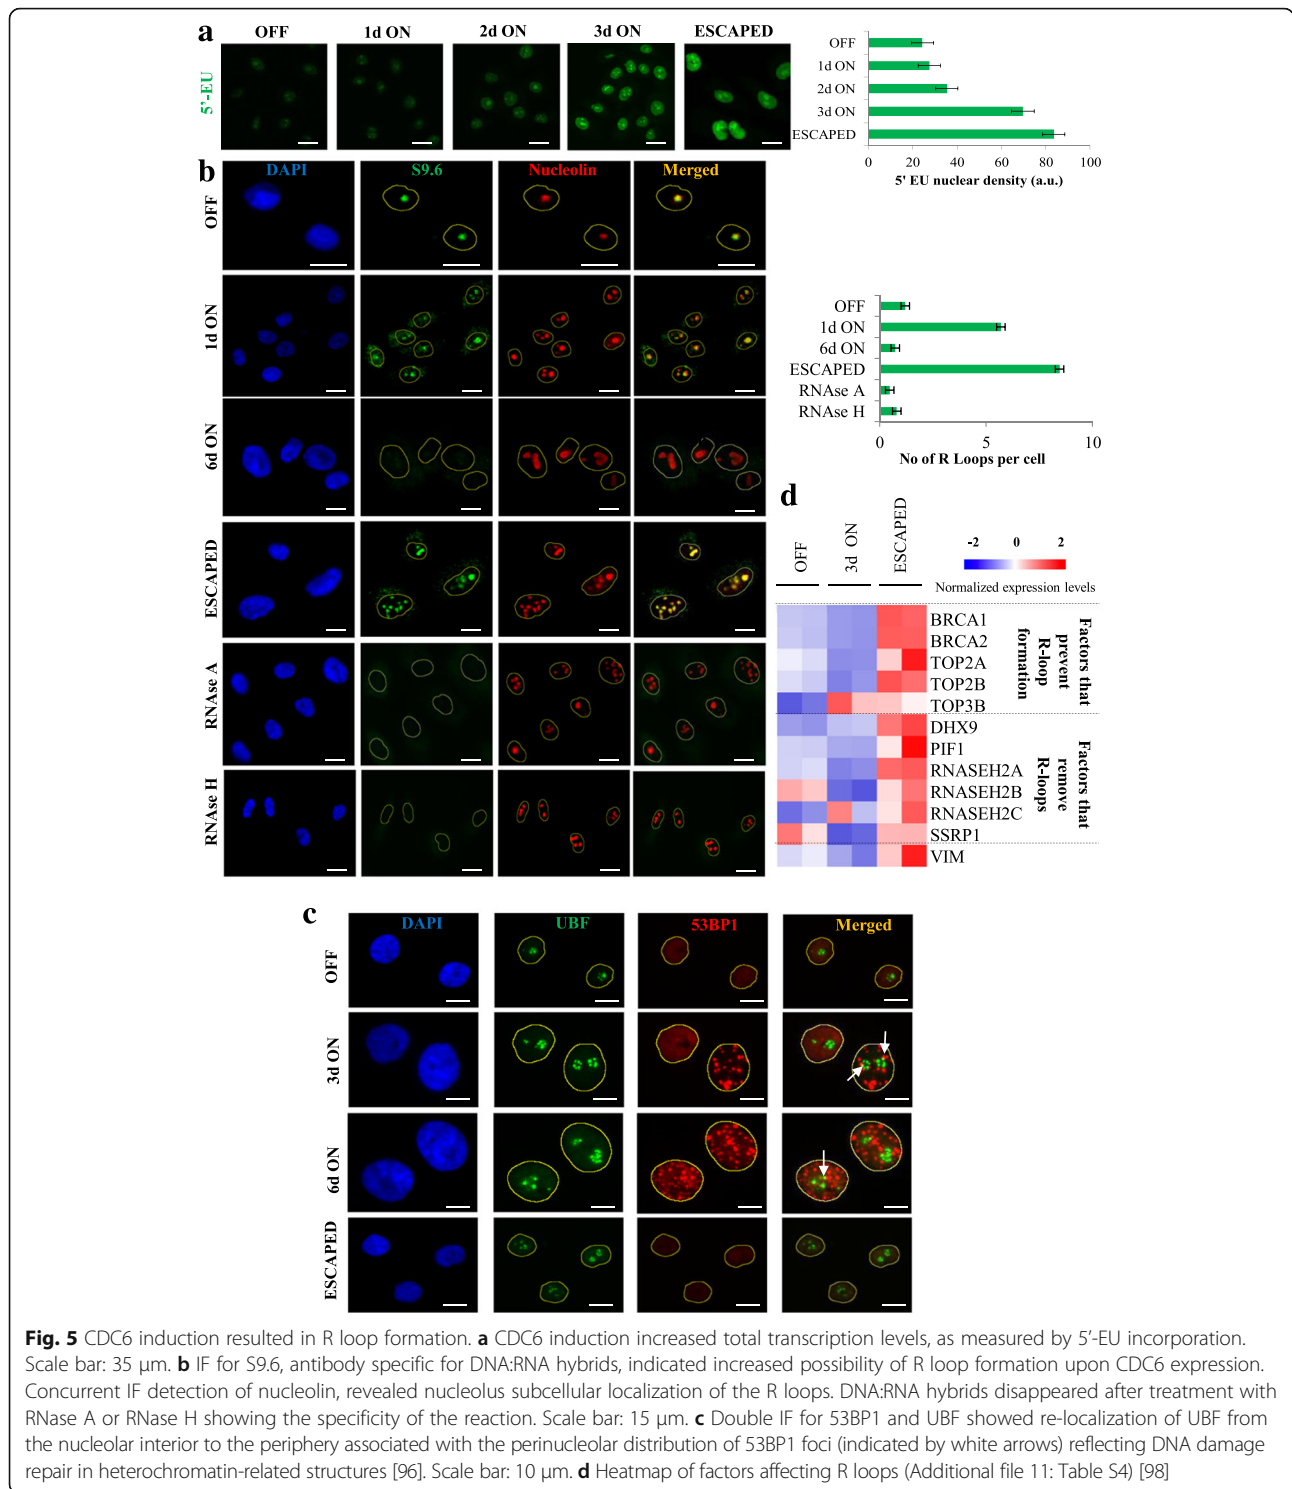 a
OFF
1d ON
2d ON
3d ON
ESCAPED
5'-EU
OFF
1d ON
2d ON
3d ON
ESCAPED
0 20 40 60 80 100
5' EU nuclear density (a.u.)
b
DAPI
S9.6
Nucleolin
Merged
OFF
1d ON
6d ON
ESCAPED
RNAse A
RNAse H
OFF
1d ON
6d ON
ESCAPED
RNAse A
RNAse H
0 5 10
No of R Loops per cell
d
OFF
3d ON
ESCAPED
-2 0 2
Normalized expression levels
BRCA1
BRCA2
TOP2A
TOP2B
TOP3B
DHX9
PIF1
RNASEH2A
RNASEH2B
RNASEH2C
SSRP1
VIM
Factors that
prevent
R-loop
formation
Factors that
remove
R-loops
c
DAPI
UBF
53BP1
Merged
OFF
3d ON
6d ON
ESCAPED
Fig. 5 CDC6 induction resulted in R loop formation. a CDC6 induction increased total transcription levels, as measured by 5’-EU incorporation.
Scale bar: 35 μm. b IF for S9.6, antibody specific for DNA:RNA hybrids, indicated increased possibility of R loop formation upon CDC6 expression.
Concurrent IF detection of nucleolin, revealed nucleolus subcellular localization of the R loops. DNA:RNA hybrids disappeared after treatment with
RNase A or RNase H showing the specificity of the reaction. Scale bar: 15 μm. c Double IF for 53BP1 and UBF showed re-localization of UBF from
the nucleolar interior to the periphery associated with the perinucleolar distribution of 53BP1 foci (indicated by white arrows) reflecting DNA damage
repair in heterochromatin-related structures [96]. Scale bar: 10 μm. d Heatmap of factors affecting R loops (Additional file 11: Table S4) [98]